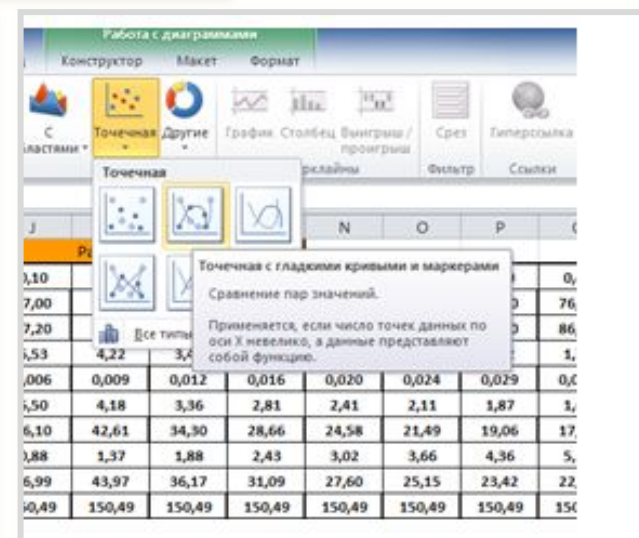 Работа с диаграммами
Конструктор Макет Формат
С Точечная Другие График Столбец Выигрыш / Срез Гиперссылка
проигрыш
Фильтр Ссылки
Точечная
J N O P
Точечная с гладкими кривыми и маркерами
Сравнение пар значений.
Все типы
Применяется, если число точек данных по
оси X невелико, а данные представляют
собой функцию.
4,22
0,009 0,012 0,016 0,020 0,024 0,029
4,18 3,36 2,81 2,41 2,11 1,87
42,61 34,30 28,66 24,58 21,49 19,06
1,37 1,88 2,43 3,02 3,66 4,36
43,97 36,17 31,09 27,60 25,15 23,42
150,49 150,49 150,49 150,49 150,49 150,49